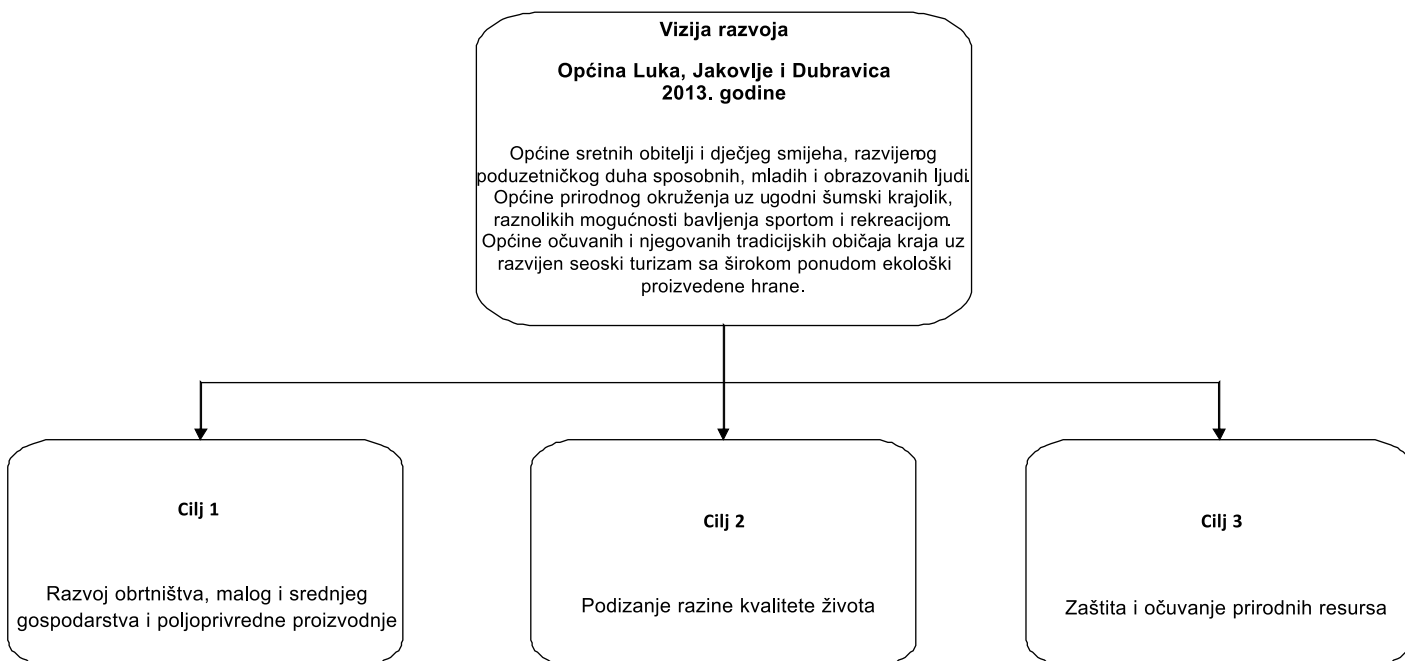 Vizija razvoja
Općina Luka, Jakovlje i Dubravica
2013. godine
Općine sretnih obitelji i dječjeg smijeha, razvijenog
poduzetničkog duha sposobnih, mladih i obrazovanih ljudi.
Općine prirodnog okruženja uz ugodni šumski krajolik,
raznolikih mogućnosti bavljenja sportom i rekreacijom.
Općine očuvanih i njegovanih tradicijskih običaja kraja uz
razvijen seoski turizam sa širokom ponudom ekološki
proizvedene hrane.
Cilj 1
Razvoj obrtništva, malog i srednjeg
gospodarstva i poljoprivredne proizvodnje
Cilj 2
Podizanje razine kvalitete života
Cilj 3
Zaštita i očuvanje prirodnih resursa